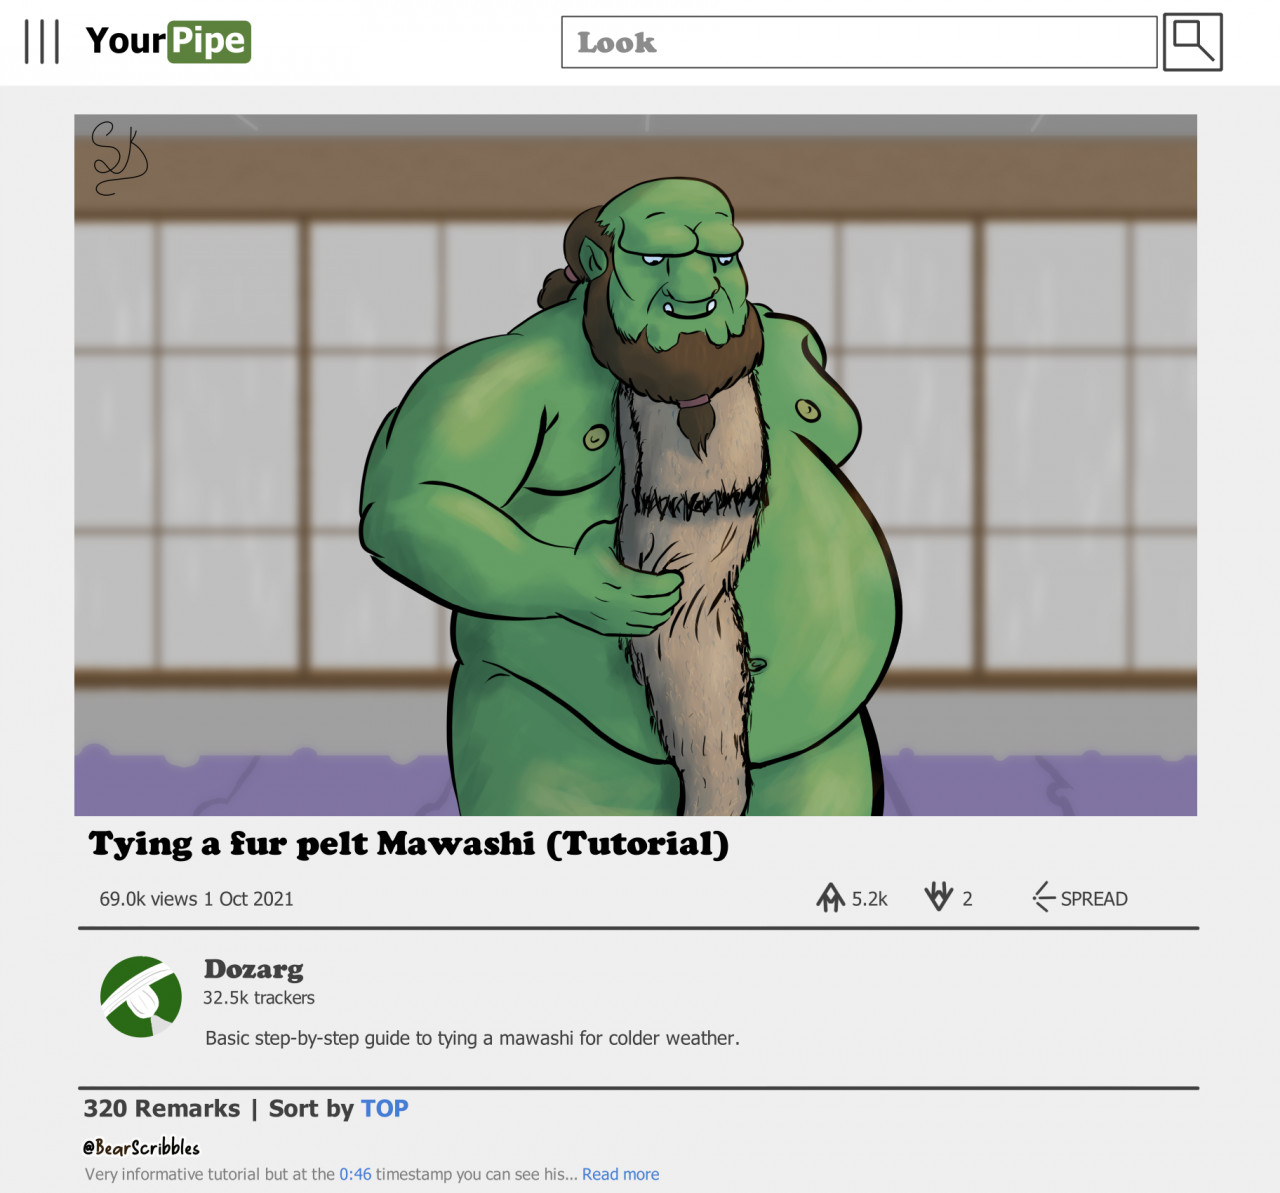 YourPipe
Look
SK
Tying a fur pelt Mawashi (Tutorial)
69.0k views 1 Oct 2021
5.2k
2
SPREAD
Dozarg
32.5k trackers
Basic step-by-step guide to tying a mawashi for colder weather.
320 Remarks | Sort by TOP
@BearScribbles
Very informative tutorial but at the 0:46 timestamp you can see his... Read more